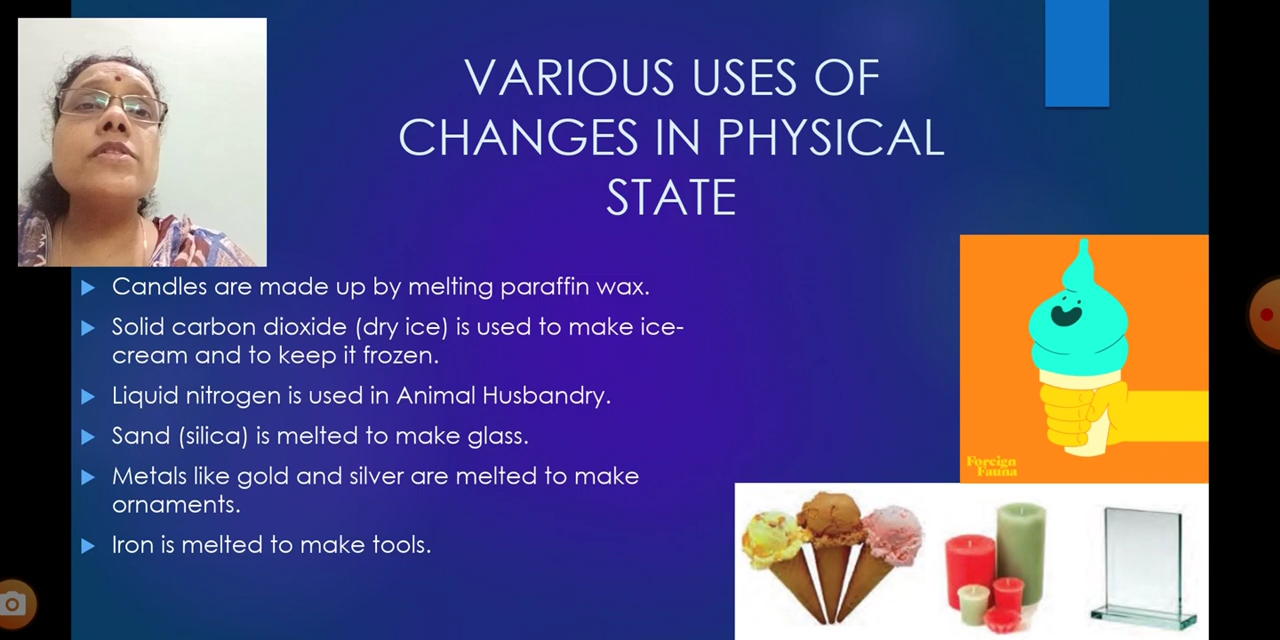 VARIOUS USES OF
CHANGES IN PHYSICAL
STATE
Candles are made up by melting paraffin wax.
Solid carbon dioxide (dry ice) is used to make ice-
cream and to keep it frozen.
Liquid nitrogen is used in Animal Husbandry.
Sand (silica) is melted to make glass.
Metals like gold and silver are melted to make
ornaments.
Iron is melted to make tools.
Foreign
Fauna